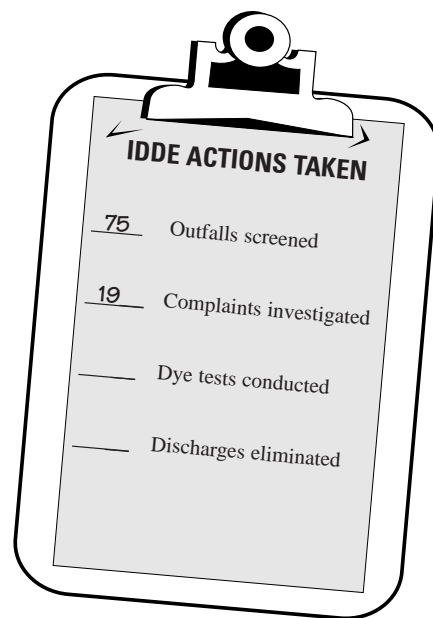 IDDE ACTIONS TAKEN
75 Outfalls screened
19 Complaints investigated
Dye tests conducted
Discharges eliminated